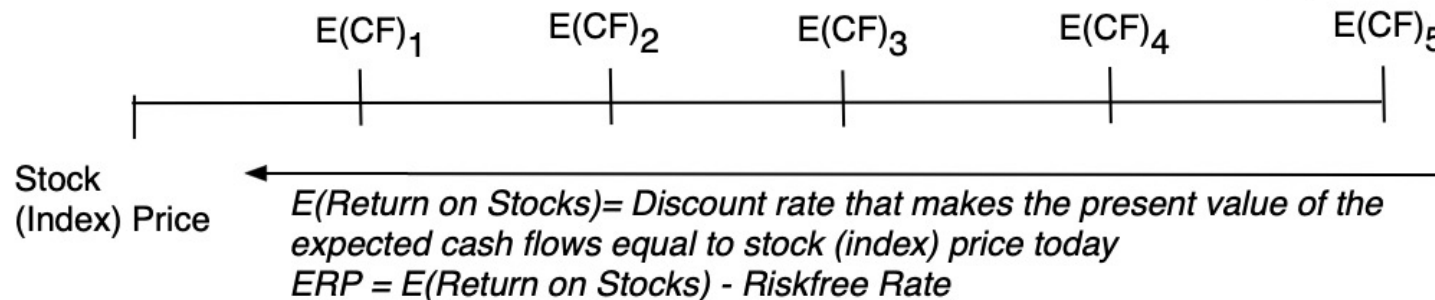 E(CF)1 E(CF)2 E(CF)3 E(CF)4 E(CF)5
Stock
(Index) Price
E(Return on Stocks)= Discount rate that makes the present value of the
expected cash flows equal to stock (index) price today
ERP = E(Return on Stocks) - Riskfree Rate